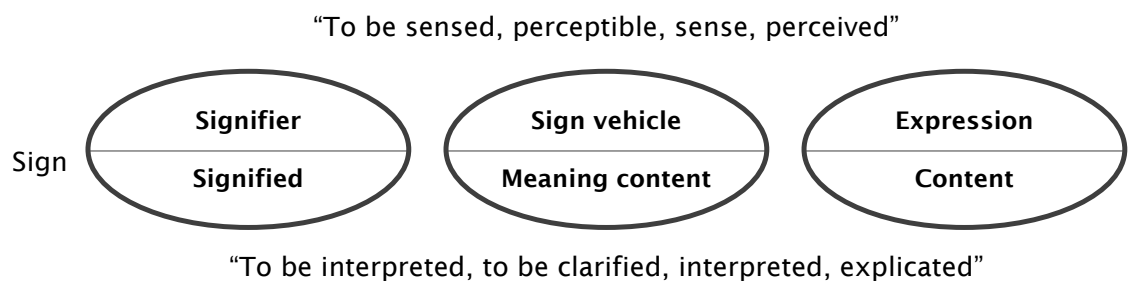 “To be sensed, perceptible, sense, perceived”
Signifier Sign vehicle Expression
Sign
Signified Meaning content Content
“To be interpreted, to be clarified, interpreted, explicated”